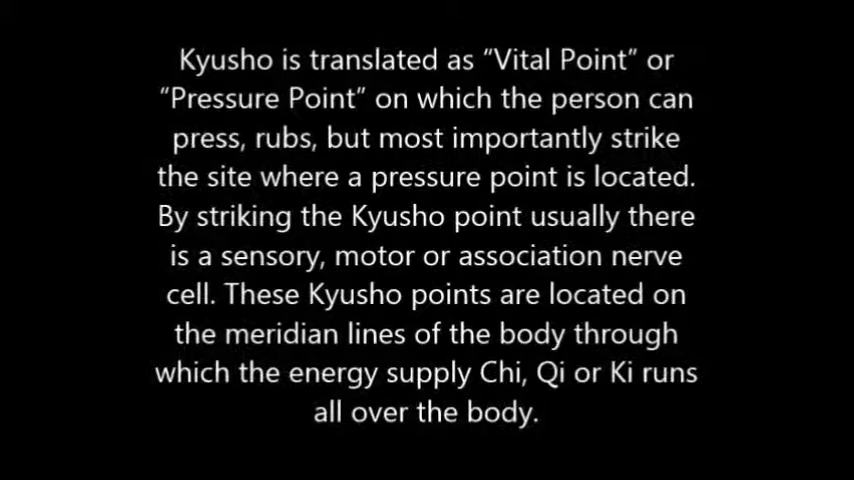 Kyusho is translated as “Vital Point” or
“Pressure Point” on which the person can
press, rubs, but most importantly strike
the site where a pressure point is located.
By striking the Kyusho point usually there
is a sensory, motor or association nerve
cell. These Kyusho points are located on
the meridian lines of the body through
which the energy supply Chi, Qi or Ki runs
all over the body.